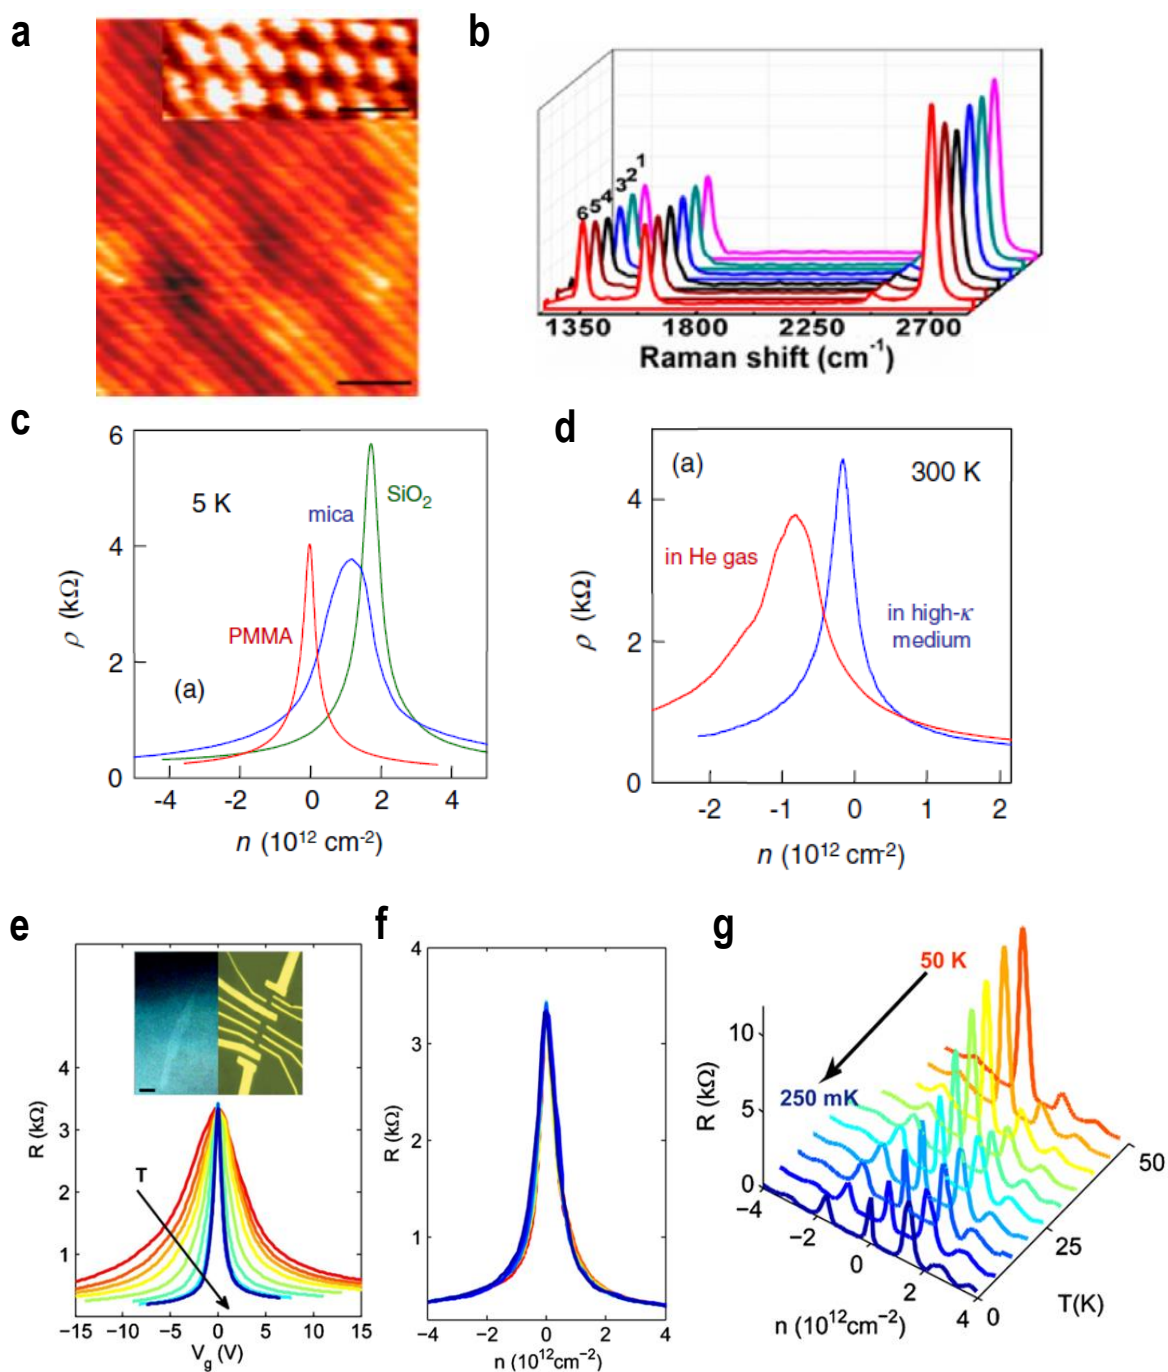 a
b
1
2
3
4
5
6
1350 1800 2250 2700
Raman shift (cm⁻¹)
c
6
4
2
0
ρ (kΩ)
5 K
SiO₂
mica
PMMA
(a)
-4 -2 0 2 4
n (10¹² cm⁻²)
d
(a)
300 K
4
2
0
ρ (kΩ)
in He gas
in high-κ
medium
-2 -1 0 1 2
n (10¹² cm⁻²)
e
4
3
2
1
R (kΩ)
T
−15 −10 −5 0 5 10 15
V_g (V)
f
4
3
2
1
R (kΩ)
−4 −2 0 2 4
n (10¹²cm⁻²)
g
50 K
250 mK
10
5
0
R (kΩ)
−4 −2 0 2 4
n (10¹²cm⁻²)
0 25 50
T(K)